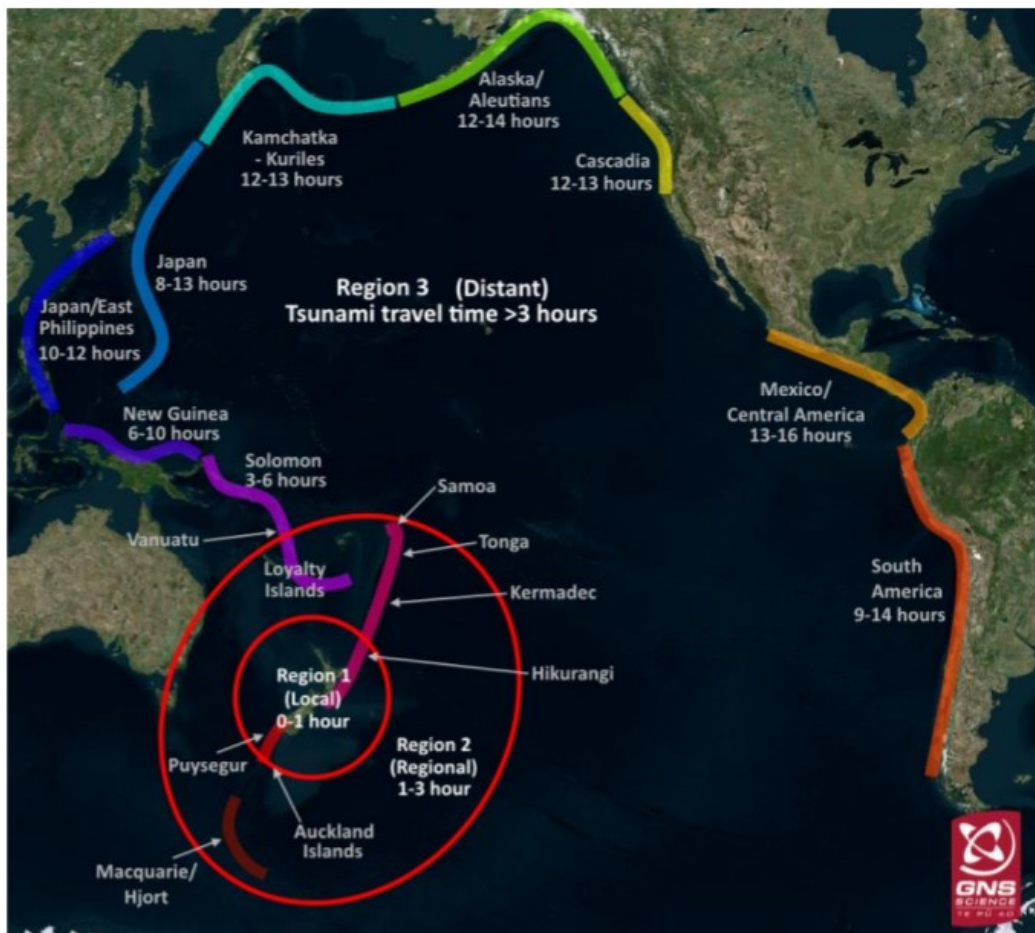 Alaska/
Aleutians
12-14 hours
Kamchatka
- Kuriles
12-13 hours
Cascadia
12-13 hours
Japan
8-13 hours
Region 3 (Distant)
Tsunami travel time >3 hours
Japan/East
Philippines
10-12 hours
Mexico/
Central America
13-16 hours
New Guinea
6-10 hours
Solomon
3-6 hours
Samoa
Vanuatu
Tonga
Loyalty
Islands
Kermadec
South
America
9-14 hours
Hikurangi
Region 1
(Local)
0-1 hour
Puysegur
Region 2
(Regional)
1-3 hour
Auckland
Islands
Macquarie/
Hjort
GNS
SCIENCE
TE PŪ AO